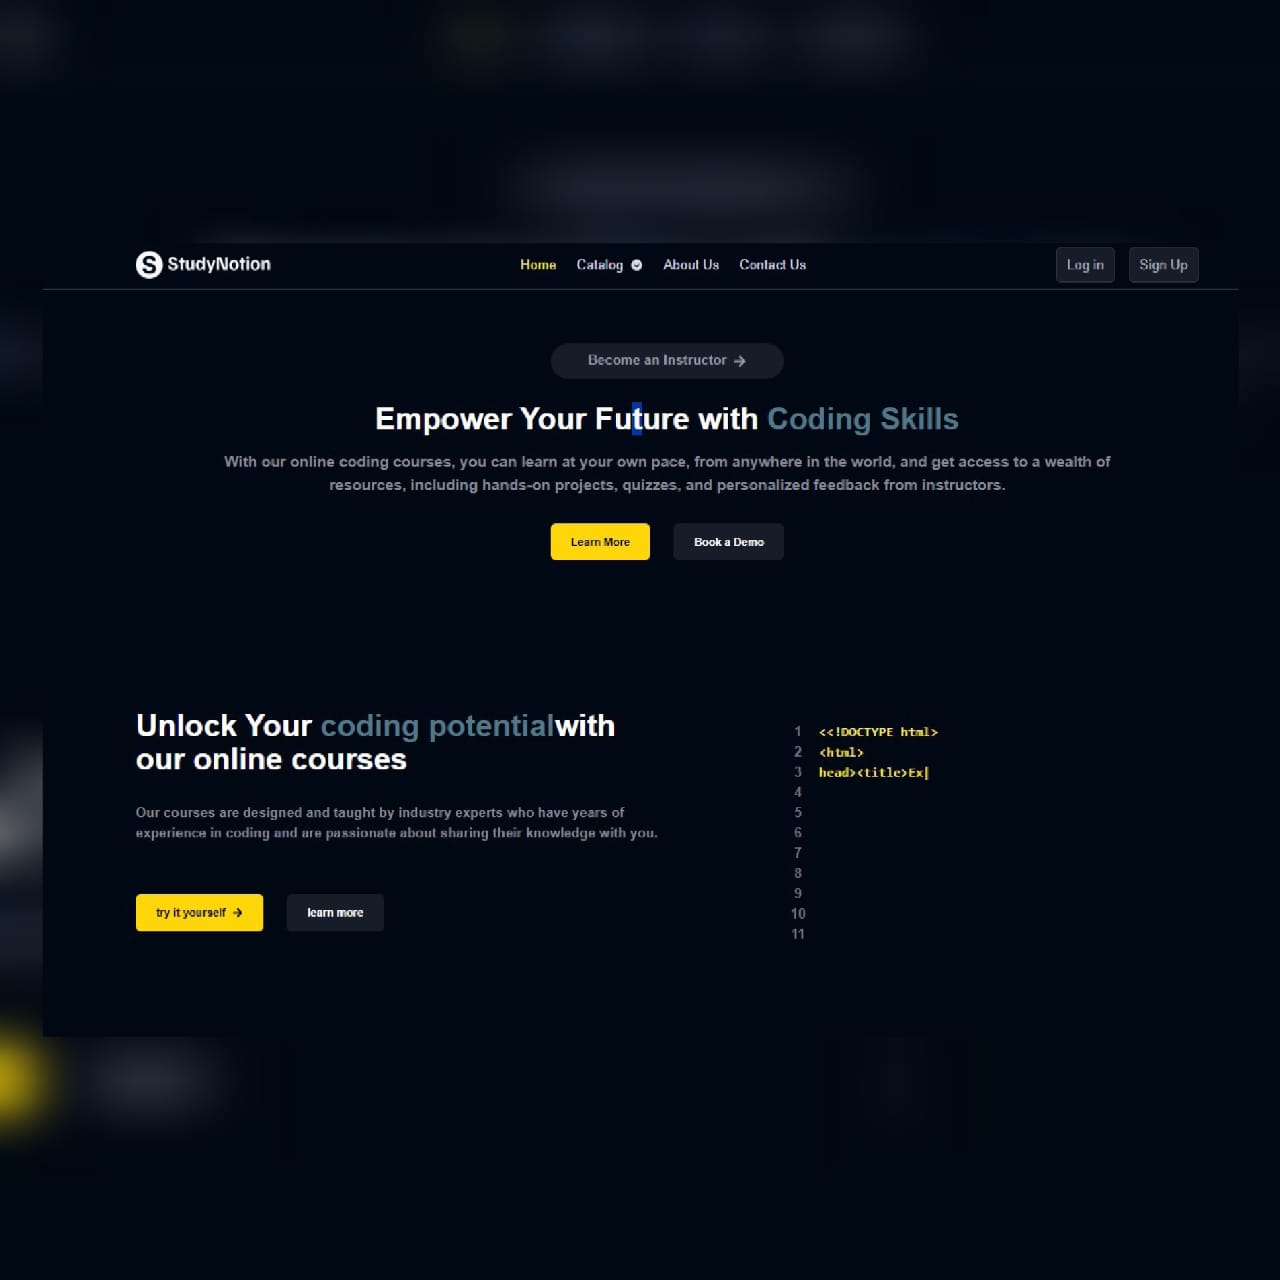 StudyNotion Home Catalog About Us Contact Us Log in Sign Up
Become an Instructor →
Empower Your Future with Coding Skills
With our online coding courses, you can learn at your own pace, from anywhere in the world, and get access to a wealth of
resources, including hands-on projects, quizzes, and personalized feedback from instructors.
Learn More Book a Demo
Unlock Your coding potentialwith
our online courses
Our courses are designed and taught by industry experts who have years of
experience in coding and are passionate about sharing their knowledge with you.
try it yourself → learn more
1 <<!DOCTYPE html>
2 <html>
3 head><title>Ex|
4
5
6
7
8
9
10
11